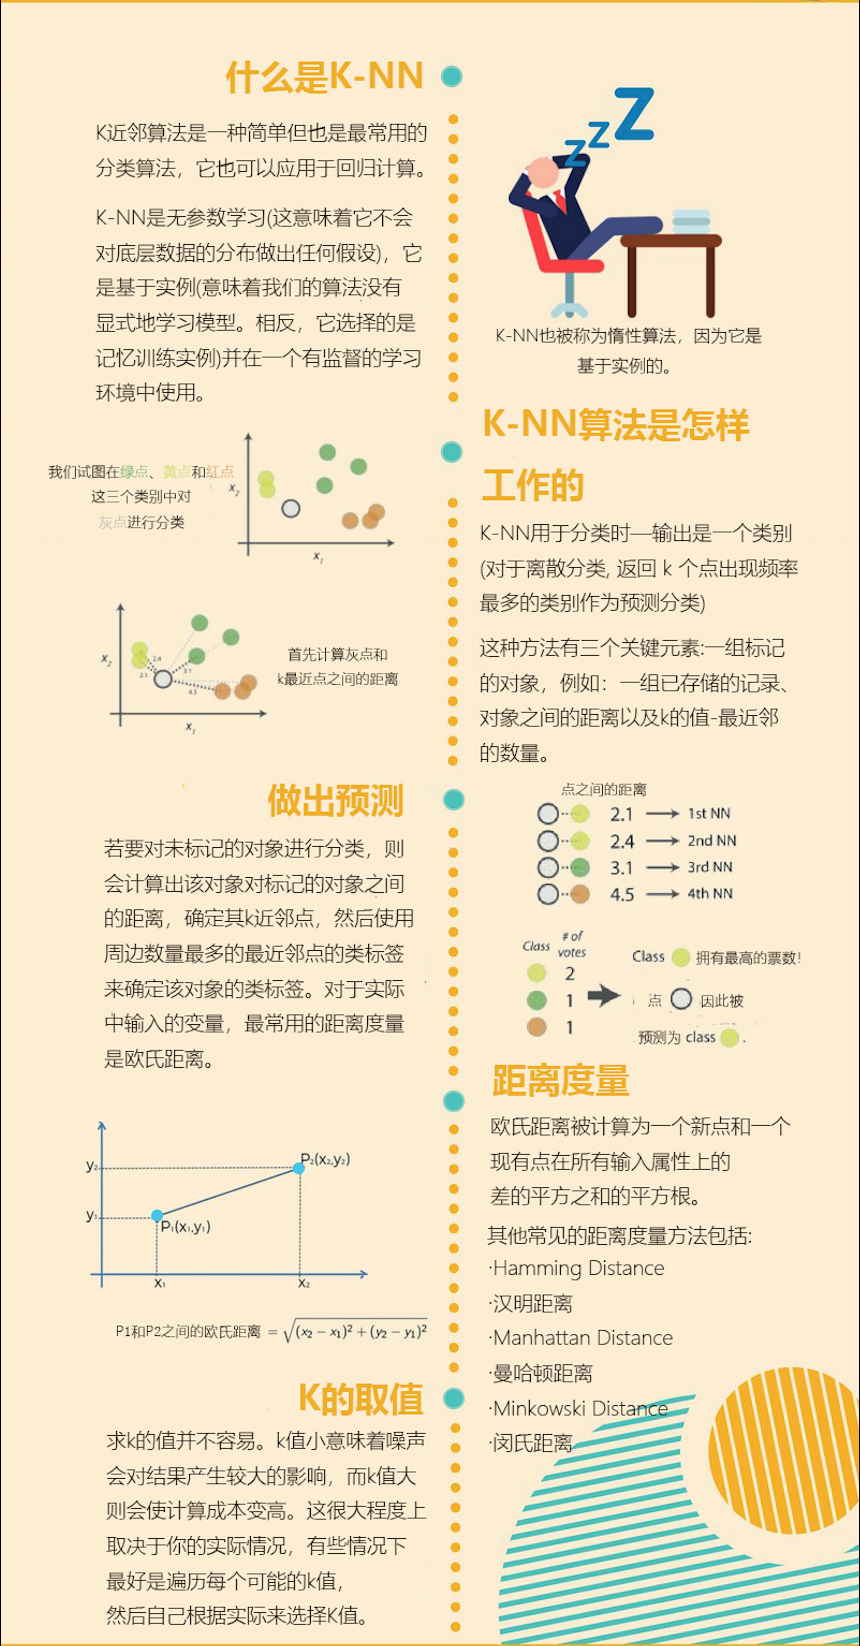 什么是K-NN
K近邻算法是一种简单但也是最常用的
分类算法，它也可以应用于回归计算。
K-NN是无参数学习(这意味着它不会
对底层数据的分布做出任何假设)，它
是基于实例(意味着我们的算法没有
显式地学习模型。相反，它选择的是
记忆训练实例)并在一个有监督的学习
环境中使用。
Z
Z
Z
K-NN也被称为惰性算法，因为它是
基于实例的。
我们试图在绿点、黄点和红点
这三个类别中对
灰点进行分类
x₂
x₁
K-NN算法是怎样
工作的
K-NN用于分类时—输出是一个类别
(对于离散分类, 返回 k 个点出现频率
最多的类别作为预测分类)
这种方法有三个关键元素:一组标记
的对象，例如：一组已存储的记录、
对象之间的距离以及k的值-最近邻
的数量。
x₂
2.4
2.1
3.1
4.5
x₁
首先计算灰点和
k最近点之间的距离
做出预测
若要对未标记的对象进行分类，则
会计算出该对象对标记的对象之间
的距离，确定其k近邻点，然后使用
周边数量最多的最近邻点的类标签
来确定该对象的类标签。对于实际
中输入的变量，最常用的距离度量
是欧氏距离。
点之间的距离
2.1 → 1st NN
2.4 → 2nd NN
3.1 → 3rd NN
4.5 → 4th NN
Class # of votes
2
1
1
Class 拥有最高的票数!
点 因此被
预测为 class .
距离度量
欧氏距离被计算为一个新点和一个
现有点在所有输入属性上的
差的平方之和的平方根。
其他常见的距离度量方法包括:
·Hamming Distance
·汉明距离
·Manhattan Distance
·曼哈顿距离
·Minkowski Distance
·闵氏距离
y₂
P₂(x₂,y₂)
y₁
P₁(x₁,y₁)
x₁
x₂
P1和P2之间的欧氏距离 = √(x₂ − x₁)² + (y₂ − y₁)²
K的取值
求k的值并不容易。k值小意味着噪声
会对结果产生较大的影响，而k值大
则会使计算成本变高。这很大程度上
取决于你的实际情况，有些情况下
最好是遍历每个可能的k值，
然后自己根据实际来选择K值。